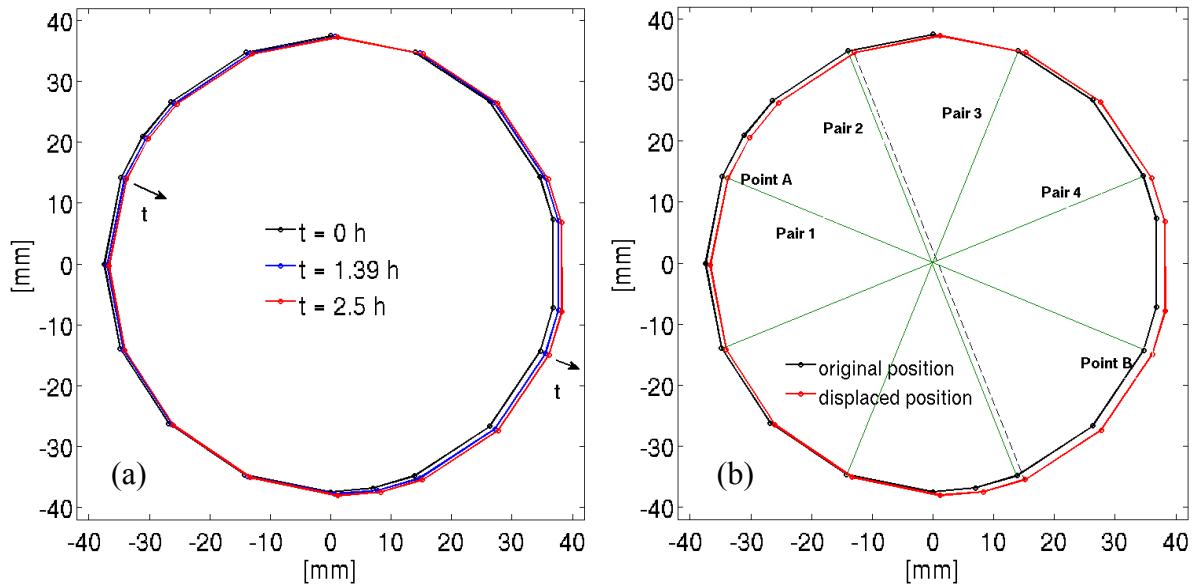 40
30
20
10
0
-10
-20
30
-40
-40 -30 -20 -10 0 10 20 30 40
[mm]
[mm]
t
t = 0 h
t = 1.39 h
t = 2.5 h
t
(a)
40
30
20
10
0
-10
-20
-30
-40
-40 -30 -20 -10 0 10 20 30 40
[mm]
[mm]
Pair 3
Pair 2
Point A
Pair 4
Pair 1
Point B
original position
displaced position
(b)